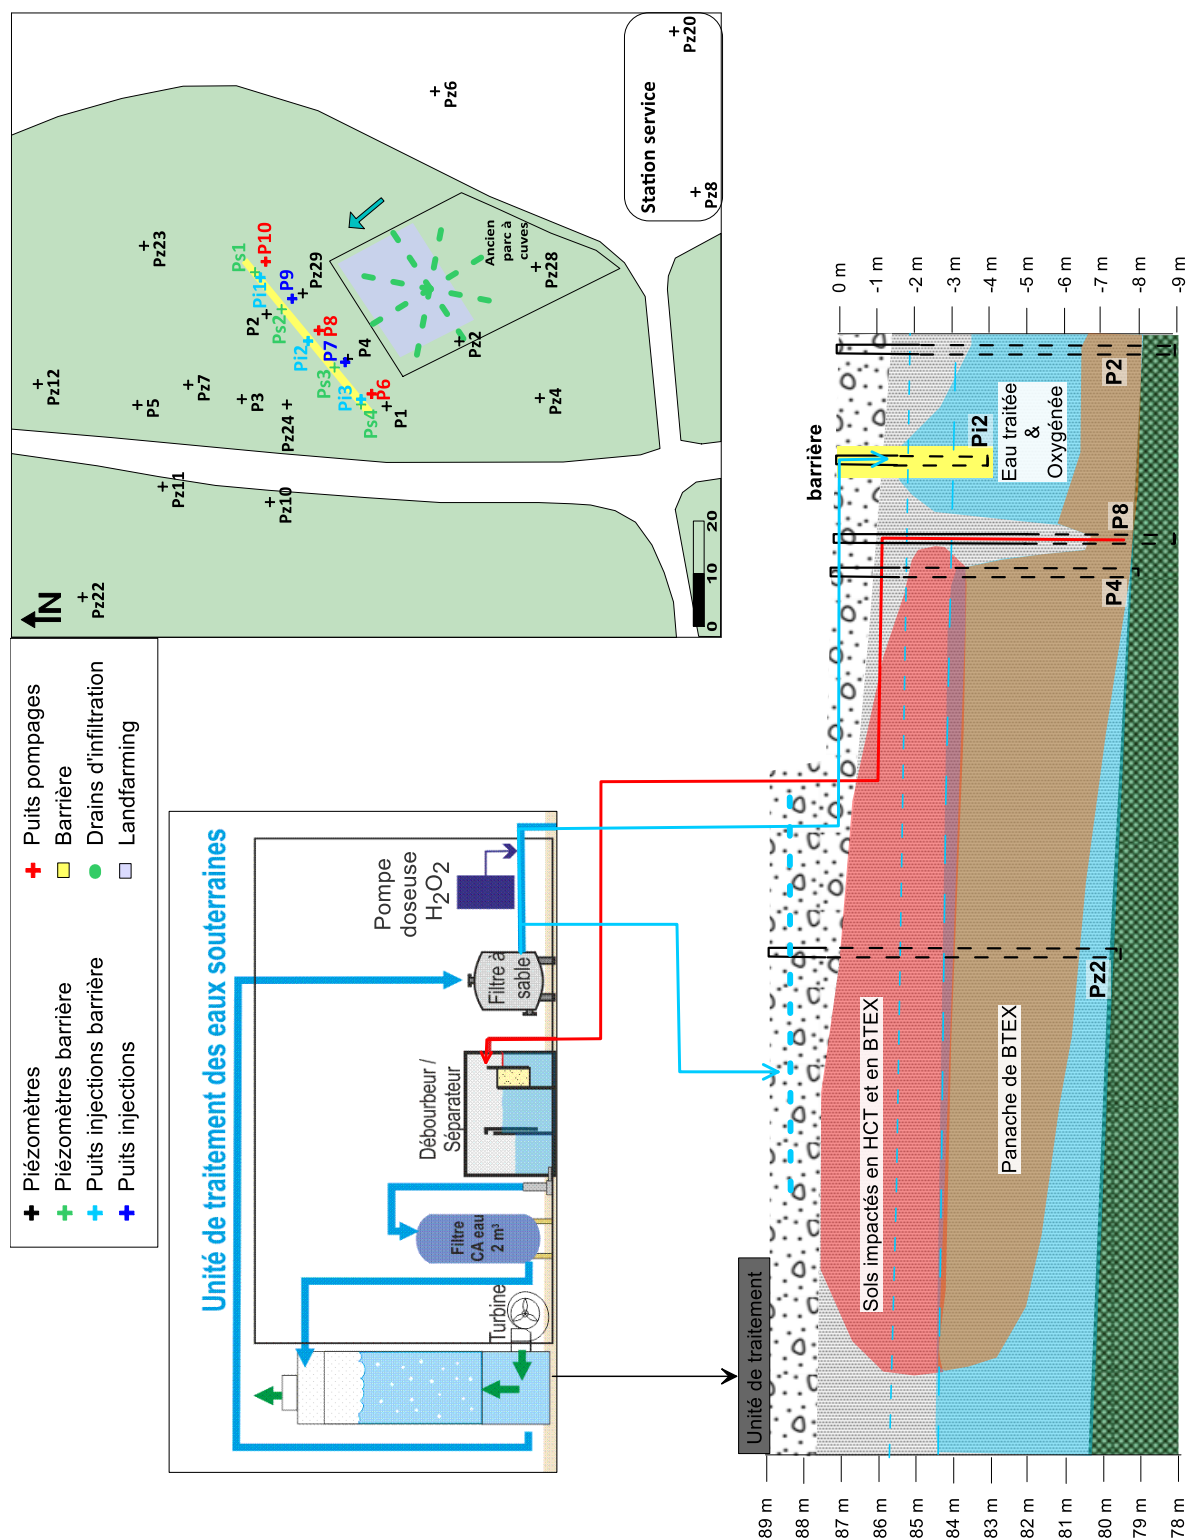 Piézomètres
Piézomètres barrière
Puits injections barrière
Puits injections
Puits pompages
Barrière
Drains d'infiltration
Landfarming
N
Pz22
Pz11
Pz10
Pz12
P5
Pz7
P3
Pz24
Pz23
Ps1
P10
Pi1
P9
Pz29
P2
Ps2
P8
Pi2
P7
P4
Ps3
Pi3
P6
Ps4
P1
Pz2
Pz4
Ancien
parc à
cuves
Pz28
Pz6
Pz20
Pz8
Station service
0
10
20
Unité de traitement des eaux souterraines
Turbine
Filtre
CA eau
2 m³
Débourbeur /
Séparateur
Filtre à
sable
Pompe
doseuse
H2O2
Unité de traitement
89 m
88 m
87 m
86 m
85 m
84 m
83 m
82 m
81 m
80 m
79 m
78 m
Sols impactés en HCT et en BTEX
Panache de BTEX
Pz2
P4
P8
barrière
Pi2
Eau traitée
&
Oxygénée
P2
0 m
-1 m
-2 m
-3 m
-4 m
-5 m
-6 m
-7 m
-8 m
-9 m